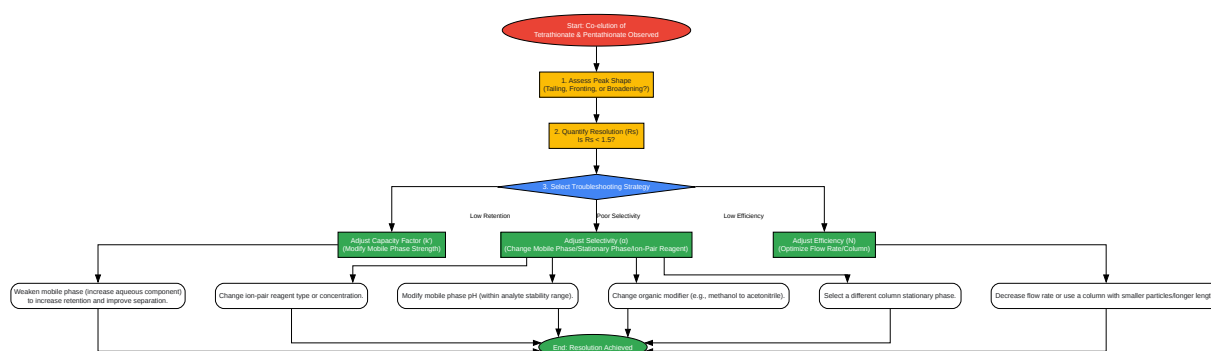 Start: Co-elution of
Tetrathionate & Pentathionate Observed
1. Assess Peak Shape
(Tailing, Fronting, or Broadening?)
2. Quantify Resolution (Rs)
Is Rs < 1.5?
3. Select Troubleshooting Strategy
Low Retention
Poor Selectivity
Low Efficiency
Adjust Capacity Factor (k')
(Modify Mobile Phase Strength)
Adjust Selectivity (α)
(Change Mobile Phase/Stationary Phase/Ion-Pair Reagent)
Adjust Efficiency (N)
(Optimize Flow Rate/Column)
Weaken mobile phase (increase aqueous component)
to increase retention and improve separation.
Change ion-pair reagent type or concentration.
Modify mobile phase pH (within analyte stability range).
Change organic modifier (e.g., methanol to acetonitrile).
Select a different column stationary phase.
Decrease flow rate or use a column with smaller particles/longer lengt
End: Resolution Achieved